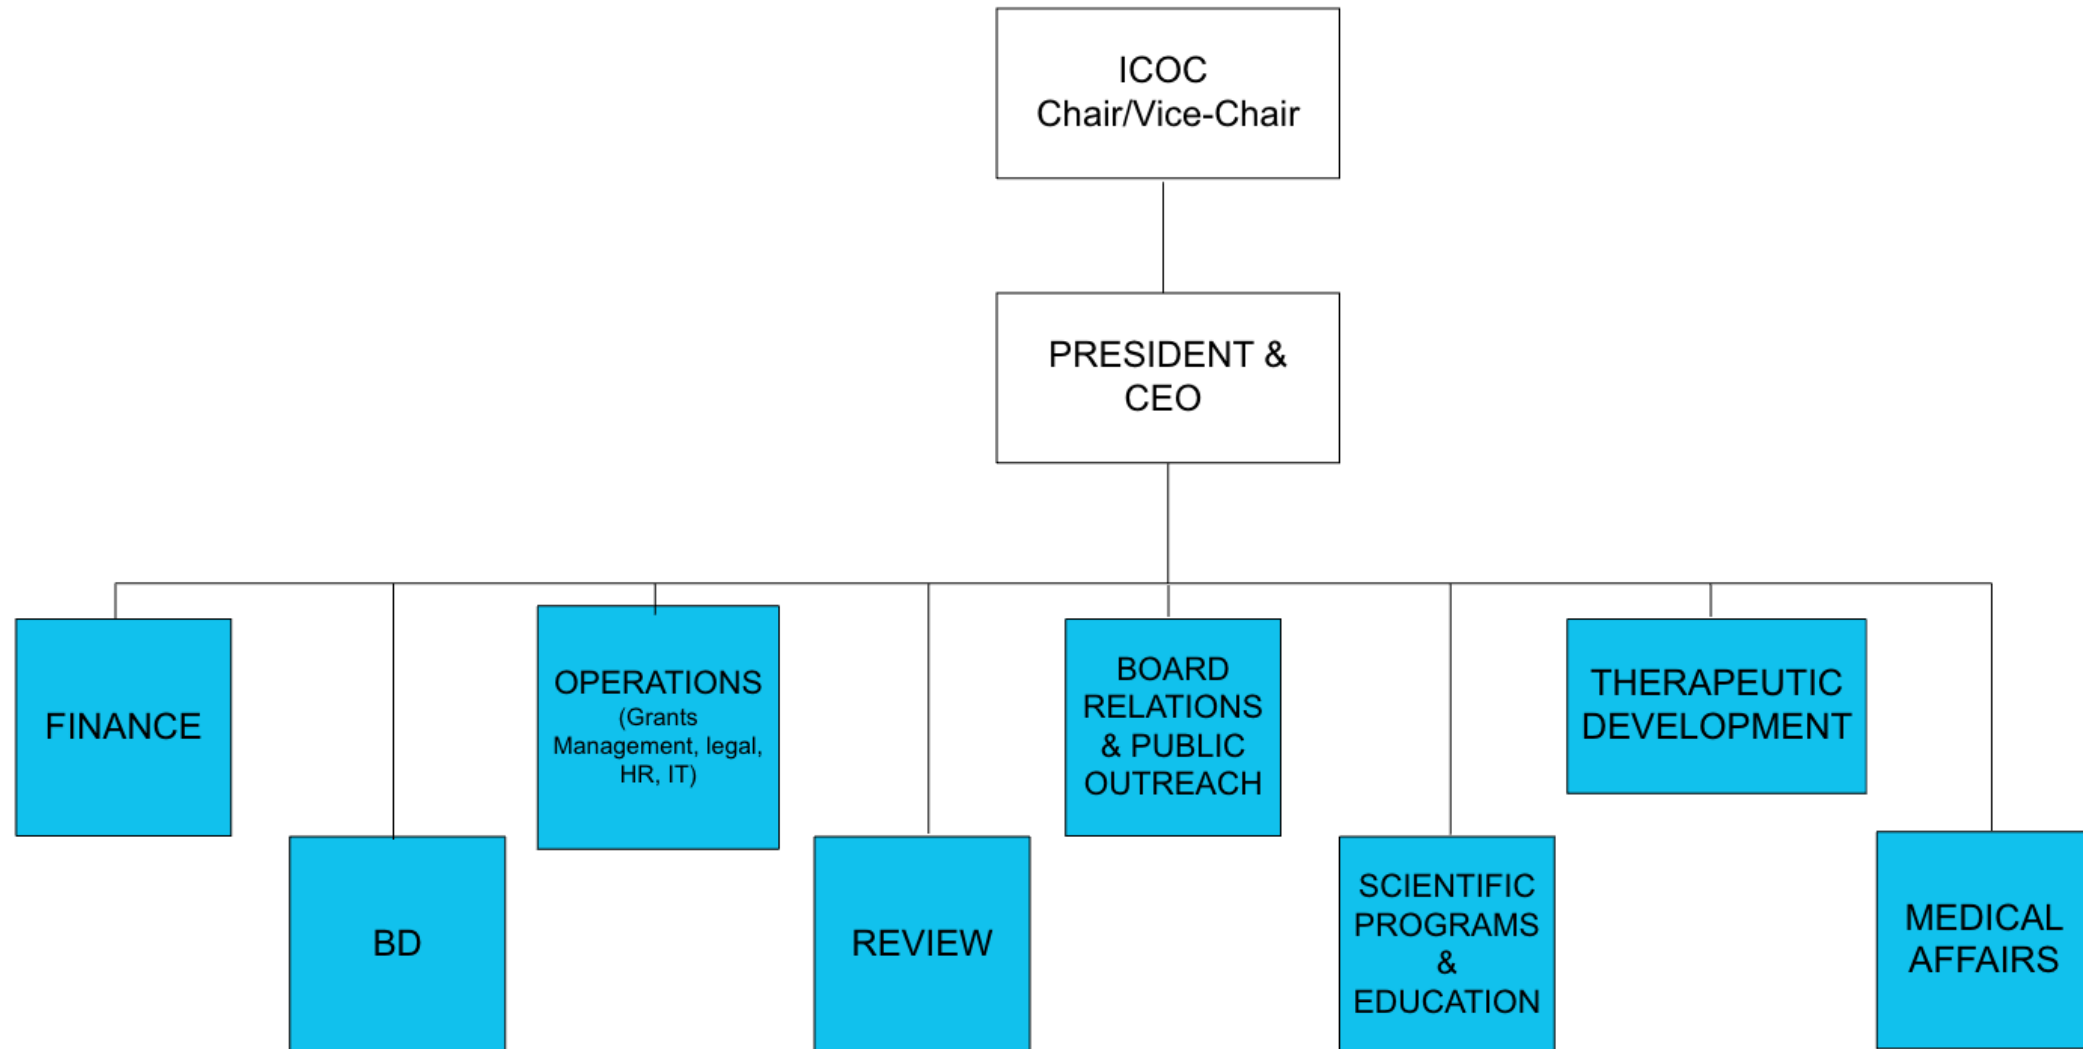 ICOC
Chair/Vice-Chair
PRESIDENT &
CEO
FINANCE
BD
OPERATIONS
(Grants
Management, legal,
HR, IT)
REVIEW
BOARD
RELATIONS
& PUBLIC
OUTREACH
SCIENTIFIC
PROGRAMS
&
EDUCATION
THERAPEUTIC
DEVELOPMENT
MEDICAL
AFFAIRS